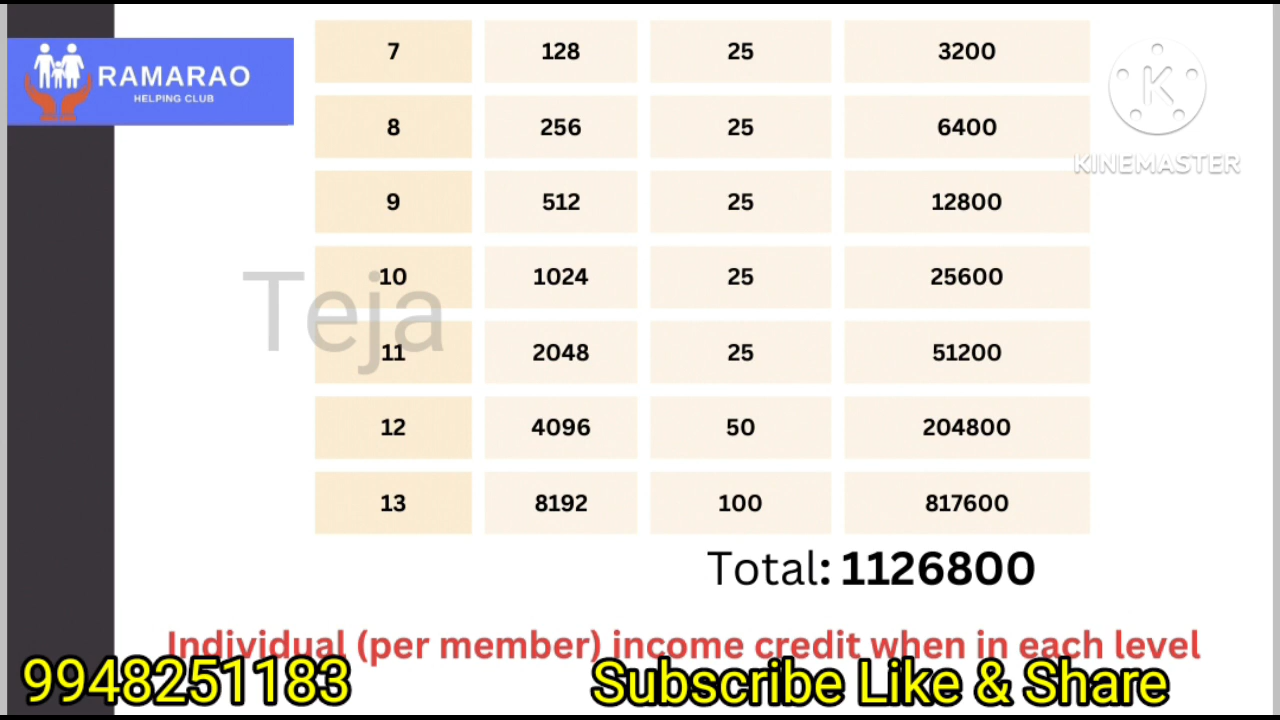 RAMARAO
HELPING CLUB
7 128 25 3200
8 256 25 6400
9 512 25 12800
10 1024 25 25600
11 2048 25 51200
12 4096 50 204800
13 8192 100 817600
Total: 1126800
Individual (per member) income credit when in each level
9948251183 Subscribe Like & Share
Teja
K
KINEMASTER